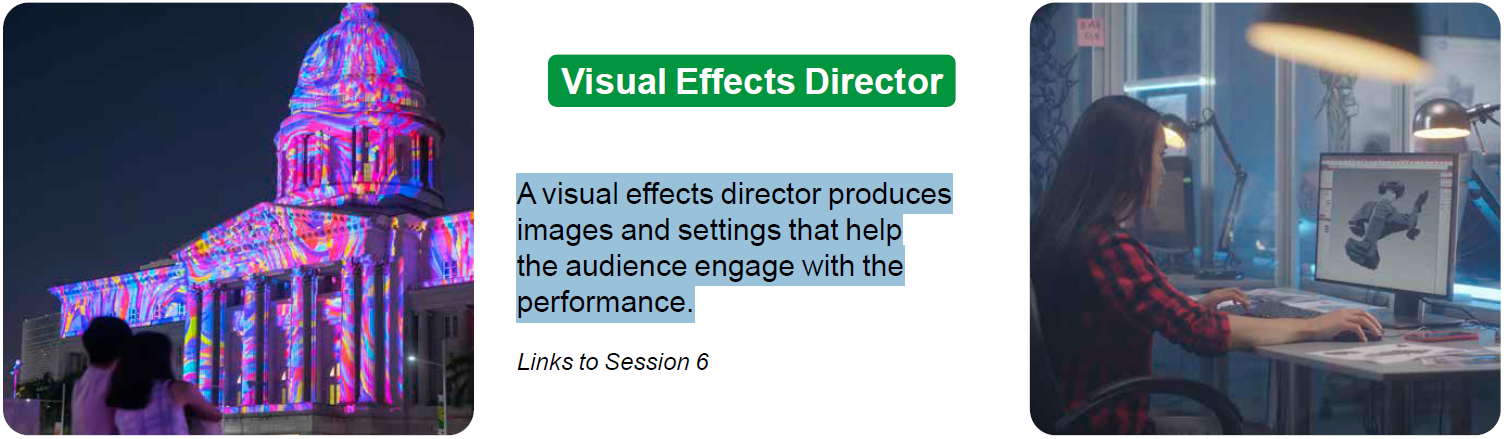 Visual Effects Director
A visual effects director produces
images and settings that help
the audience engage with the
performance.
Links to Session 6